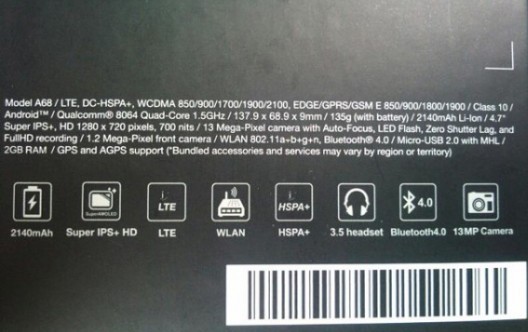 Model A68 / LTE, DC-HSPA+, WCDMA 850/900/1700/1900/2100, EDGE/GPRS/GSM E 850/900/1800/1900 / Class 10 /
Android™ / Qualcomm® 8064 Quad-Core 1.5GHz / 137.9 x 68.9 x 9mm / 135g (with battery) / 2140mAh Li-Ion / 4.7"
Super IPS+, HD 1280 x 720 pixels, 700 nits / 13 Mega-Pixel camera with Auto-Focus, LED Flash, Zero Shutter Lag, and
FullHD recording / 1.2 Mega-Pixel front camera / WLAN 802.11a+b+g+n, Bluetooth® 4.0 / Micro-USB 2.0 with MHL /
2GB RAM / GPS and AGPS support (*Bundled accessories and services may vary by region or territory)
SuperAMOLED LTE HSPA+ 4.0
2140mAh Super IPS+ HD LTE WLAN HSPA+ 3.5 headset Bluetooth4.0 13MP Camera